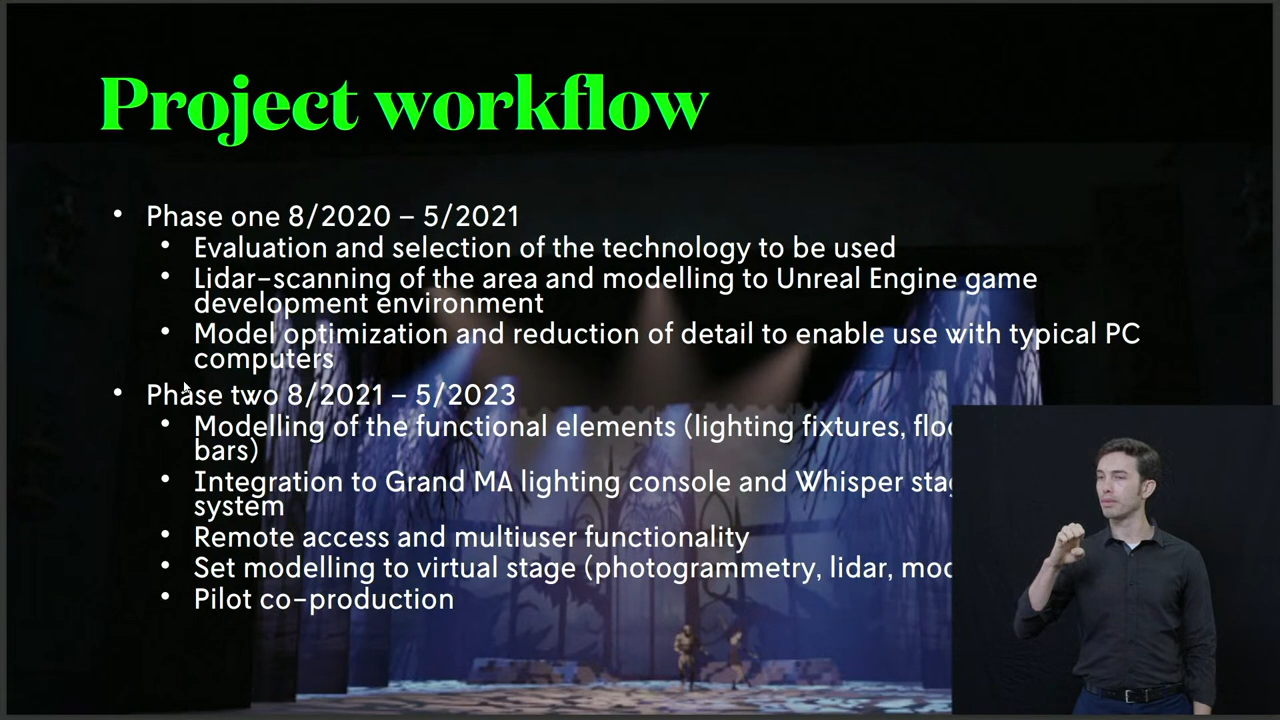 Project workflow
• Phase one 8/2020 – 5/2021
• Evaluation and selection of the technology to be used
• Lidar-scanning of the area and modelling to Unreal Engine game
development environment
• Model optimization and reduction of detail to enable use with typical PC
computers
• Phase two 8/2021 – 5/2023
• Modelling of the functional elements (lighting fixtures,
bars)
• Integration to Grand MA lighting console and Whisper
system
• Remote access and multiuser functionality
• Set modelling to virtual stage (photogrammetry, lidar,
• Pilot co-production